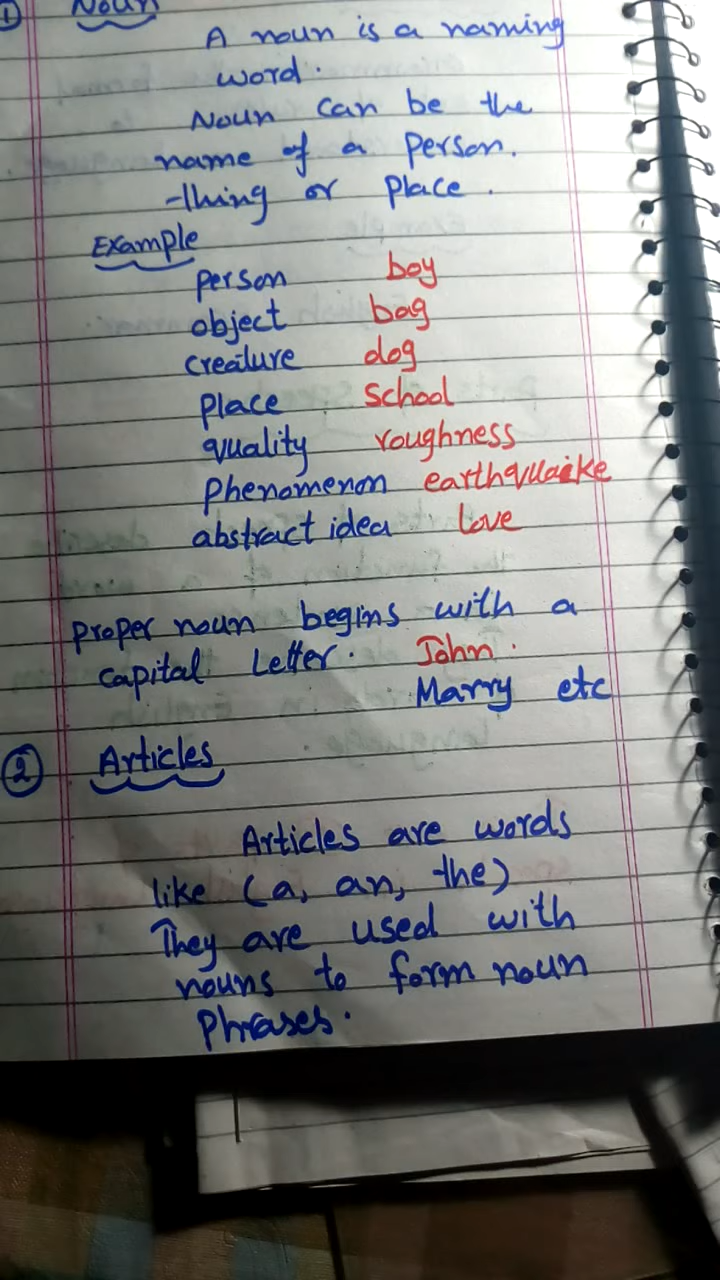 1 Noun
A noun is a naming
word.
Noun can be the
name of a person.
thing or place.
Example
person boy
object bag
creature dog
place School
quality roughness
phenomenon earthquaike
abstract idea love
proper noun begins with a
capital Letter. John.
Marry etc
2 Articles
Articles are words
like (a, an, the)
They are used with
nouns to form noun
phrases.